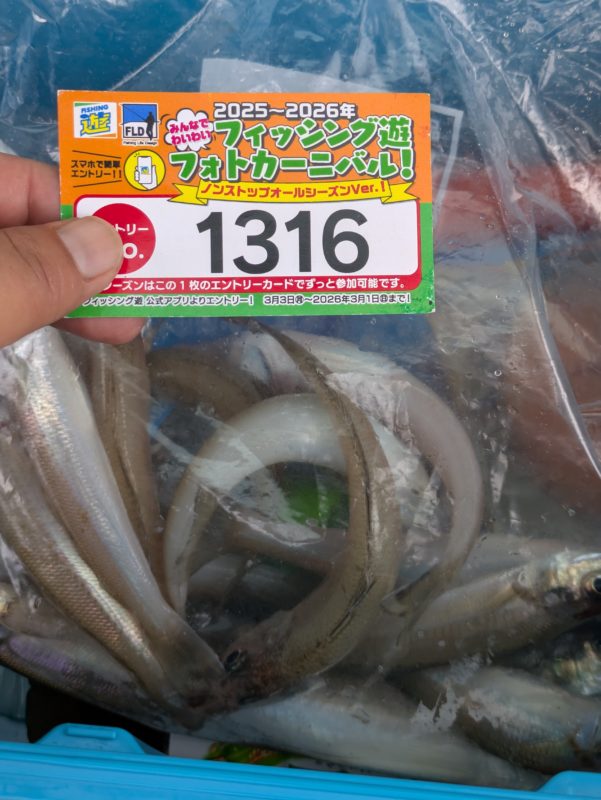 FISHING
遊
FLD
Fishing Life Design
みんなで
わいわい
2025〜2026年
フィッシング遊
フォトカーニバル!
ノンストップオールシーズンVer.!
スマホで簡単
エントリー!!
トリー
o.
1316
ーズンはこの1枚のエントリーカードでずっと参加可能です。
フィッシング遊 公式アプリよりエントリー! 3月3日㊊〜2026年3月1日㊐まで!